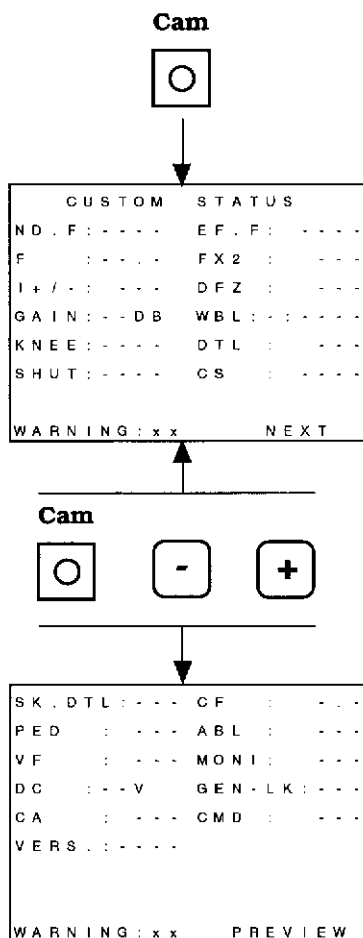 Cam
CUSTOM STATUS
ND.F:---- EF.F: ----
F :--.- FX2 : ---
I+/-: --- DFZ : ---
GAIN:--DB WBL:-:----
KNEE:---- DTL : ---
SHUT:---- CS : ----
WARNING:xx NEXT
Cam
- +
SK.DTL:--- CF : -.-
PED : --- ABL : ---
VF : --- MONI: ---
DC :--V GEN-LK:---
CA : --- CMD : ---
VERS.:----
WARNING:xx PREVIEW